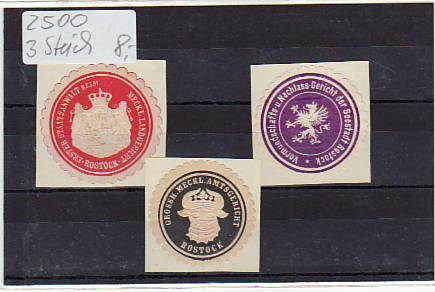 2500
3 Stück 8,-
ERSTER STAATSANWALT BEIM MECKL. LANDGERICHT
ROSTOCK
Vormundschafts- u. Nachlass-Gericht der Seestadt Rostock
GROSSH. MECKL. AMTSGERICHT
ROSTOCK